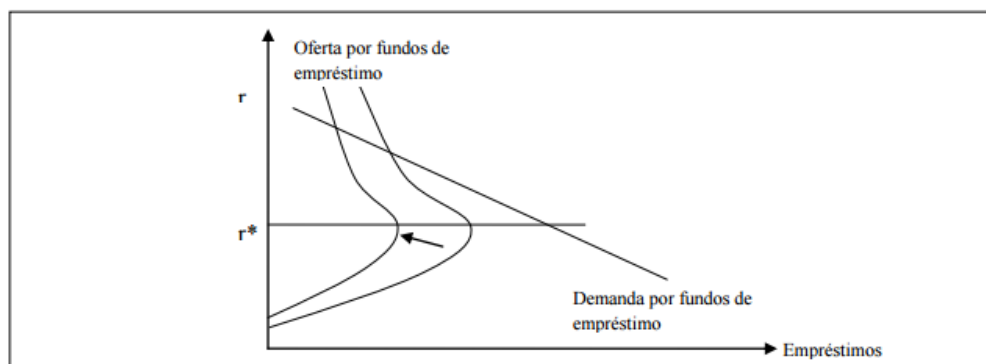 Oferta por fundos de
empréstimo
r
r*
Demanda por fundos de
empréstimo
Empréstimos